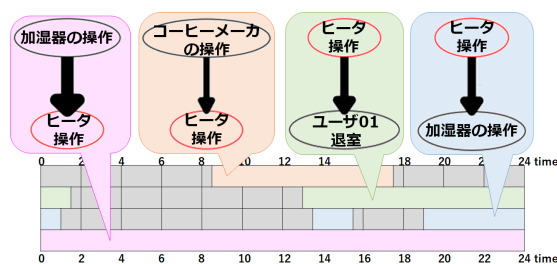 加湿器の操作
ヒータ
操作
コーヒーメーカ
の操作
ヒータ
操作
ヒータ
操作
ユーザ01
退室
ヒータ
操作
加湿器の操作
0 2 4 6 8 10 12 14 16 18 20 22 24 time
0 2 4 6 8 10 12 14 16 18 20 22 24 time